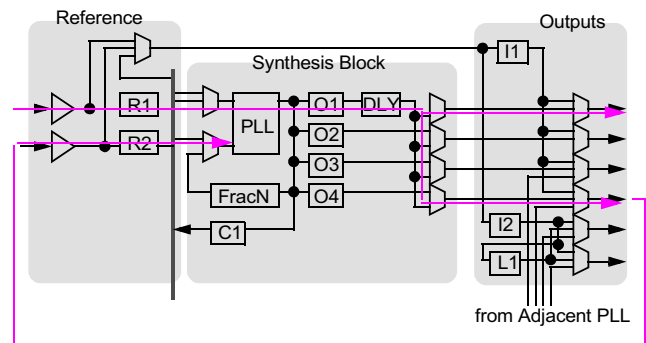 Reference
Outputs
I1
Synthesis Block
R1
PLL
O1
DLY
R2
O2
O3
FracN
O4
C1
I2
L1
from Adjacent PLL